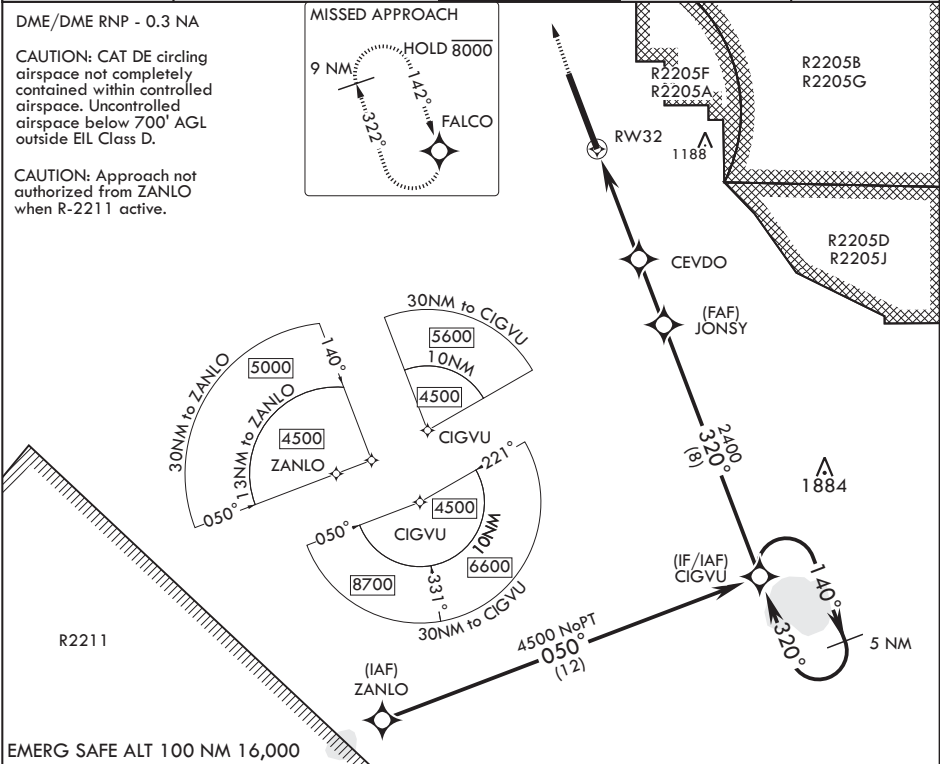 DME/DME RNP - 0.3 NA
CAUTION: CAT DE circling
airspace not completely
contained within controlled
airspace. Uncontrolled
airspace below 700' AGL
outside EIL Class D.
CAUTION: Approach not
authorized from ZANLO
when R-2211 active.
MISSED APPROACH
HOLD 8000
9 NM
142°
322°
FALCO
R2205F
R2205A
R2205B
R2205G
RW32
1188
R2205D
R2205J
CEVDO
(FAF)
JONSY
30NM to CIGVU
5600
10NM
4500
CIGVU
30NM to ZANLO
5000
140°
13NM to ZANLO
4500
ZANLO
050°
221°
4500
050°
CIGVU
10NM
8700
331°
6600
30NM to CIGVU
2400
320°
(8)
1884
(IF/IAF)
CIGVU
140°
320°
5 NM
4500 NoPT
050°
(12)
R2211
(IAF)
ZANLO
EMERG SAFE ALT 100 NM 16,000